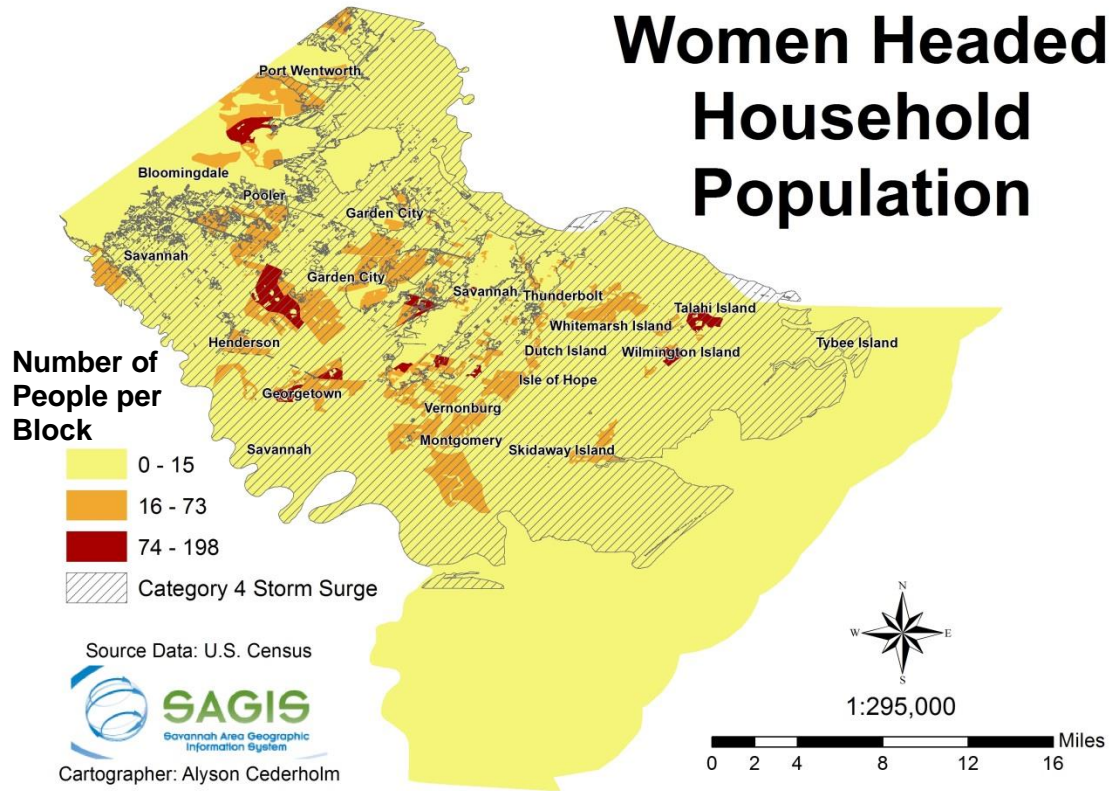 Women Headed
Household
Population
Port Wentworth
Bloomingdale
Pooler
Garden City
Savannah
Garden City
Savannah
Thunderbolt
Talahi Island
Whitemarsh Island
Henderson
Dutch Island
Wilmington Island
Tybee Island
Isle of Hope
Georgetown
Vernonburg
Montgomery
Savannah
Skidaway Island
Number of
People per
Block
0 - 15
16 - 73
74 - 198
Category 4 Storm Surge
Source Data: U.S. Census
SAGIS
Savannah Area Geographic
Information System
Cartographer: Alyson Cederholm
N
W
E
S
1:295,000
Miles
0 2 4 8 12 16